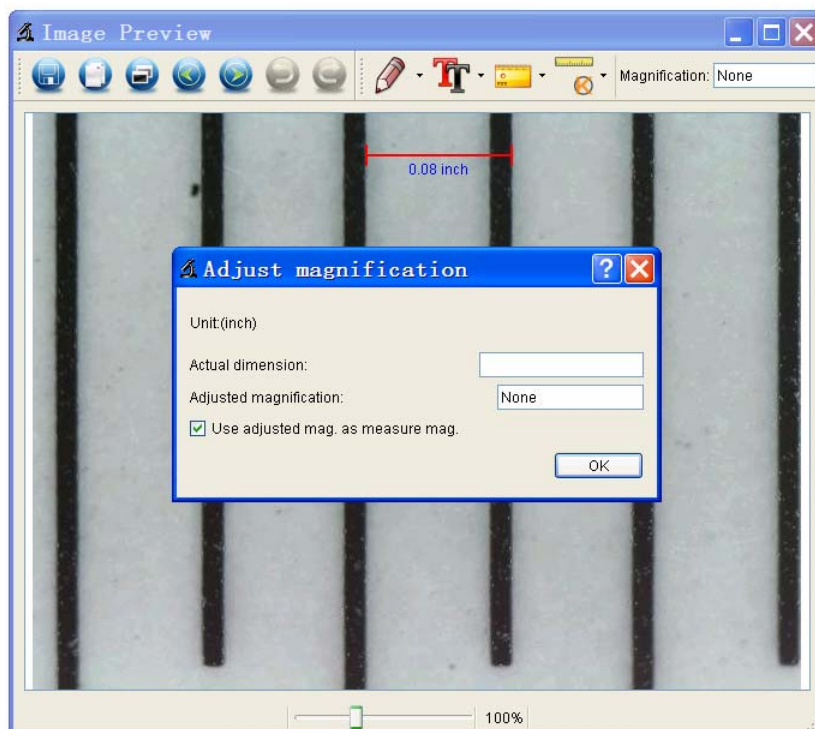 Image Preview
Magnification: None
0.08 inch
Adjust magnification
Unit:(inch)
Actual dimension:
Adjusted magnification: None
Use adjusted mag. as measure mag.
OK
100%